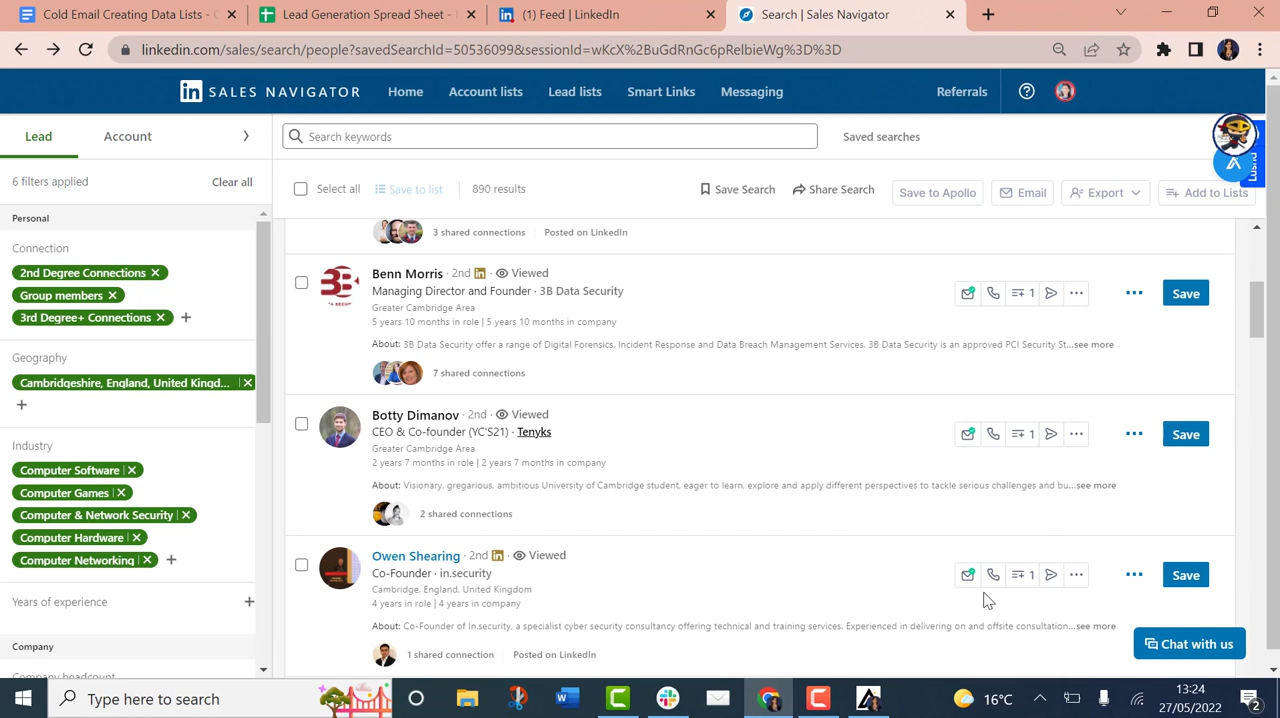 Cold Email Creating Data Lists - C
Lead Generation Spread Sheet -
(1) Feed | LinkedIn
Search | Sales Navigator
linkedin.com/sales/search/people?savedSearchId=50536099&sessionId=wKcX%2BuGdRnGc6pRelbieWg%3D%3D
in SALES NAVIGATOR
Home
Account lists
Lead lists
Smart Links
Messaging
Referrals
Lead
Account
Search keywords
Saved searches
6 filters applied
Clear all
Select all
Save to list
890 results
Save Search
Share Search
Save to Apollo
Email
Export
Add to Lists
Personal
Connection
2nd Degree Connections
Group members
3rd Degree+ Connections
Geography
Cambridgeshire, England, United Kingd...
Industry
Computer Software
Computer Games
Computer & Network Security
Computer Hardware
Computer Networking
Years of experience
Company
3 shared connections
Posted on LinkedIn
Benn Morris · 2nd Viewed
Managing Director and Founder · 3B Data Security
Greater Cambridge Area
5 years 10 months in role | 5 years 10 months in company
About: 3B Data Security offer a range of Digital Forensics, Incident Response and Data Breach Management Services. 3B Data Security is an approved PCI Security St...see more
7 shared connections
1
Save
Botty Dimanov · 2nd Viewed
CEO & Co-founder (YC'S21) · Tenyks
Greater Cambridge Area
2 years 7 months in role | 2 years 7 months in company
About: Visionary, gregarious, ambitious University of Cambridge student, eager to learn, explore and apply different perspectives to tackle serious challenges and bu...see more
2 shared connections
1
Save
Owen Shearing · 2nd Viewed
Co-Founder · in.security
Cambridge, England, United Kingdom
4 years in role | 4 years in company
About: Co-Founder of In.security, a specialist cyber security consultancy offering technical and training services. Experienced in delivering on and offsite consultation...see more
1 shared connection
Posted on LinkedIn
1
Save
Chat with us
Type here to search
16°C
13:24
27/05/2022
2